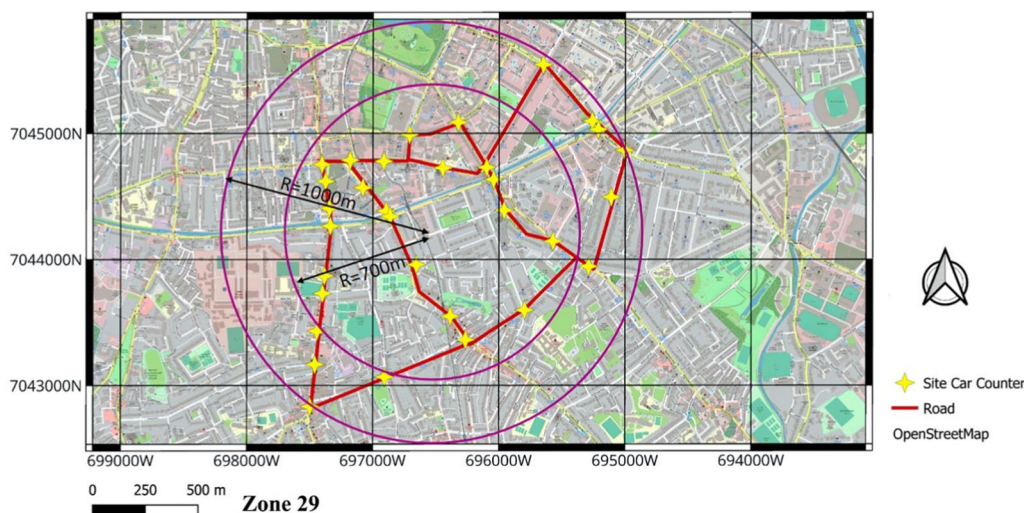 7045000N
R=1000m
7044000N
R=700m
7043000N
699000W 698000W 697000W 696000W 695000W 694000W
0 250 500 m
Zone 29
Site Car Counter
Road
OpenStreetMap